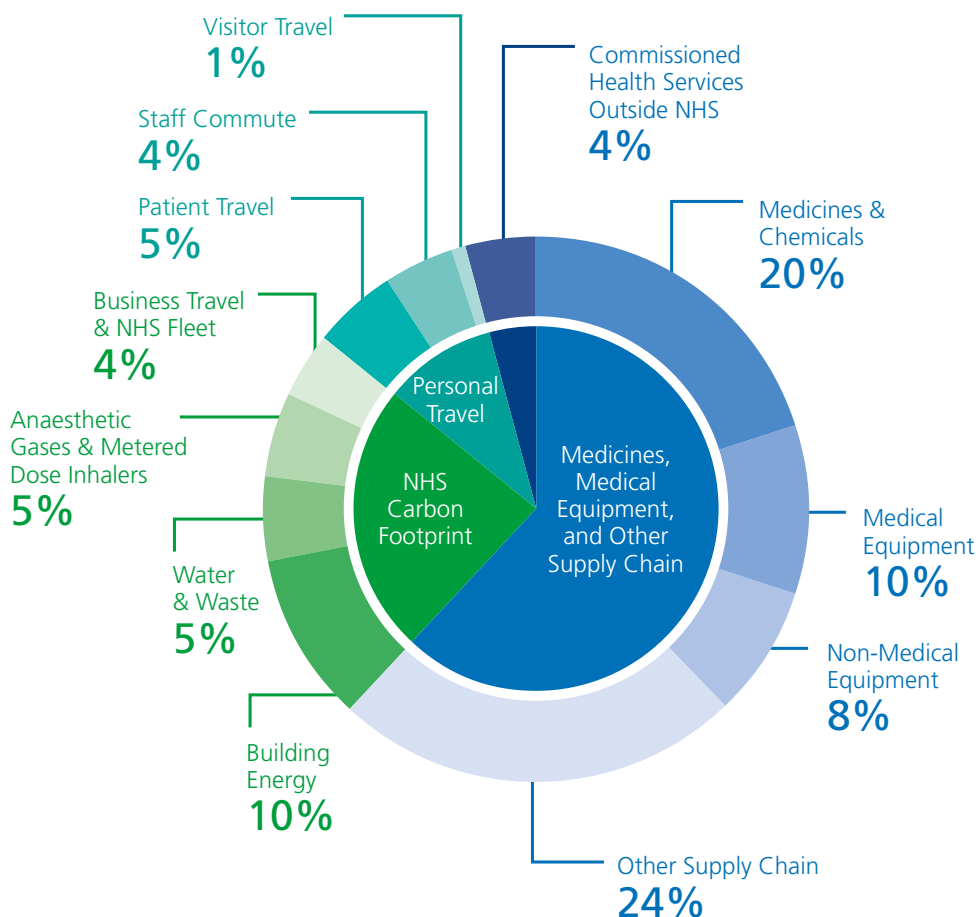 Visitor Travel
1%
Staff Commute
4%
Patient Travel
5%
Business Travel
& NHS Fleet
4%
Anaesthetic
Gases & Metered
Dose Inhalers
5%
Water
& Waste
5%
Building
Energy
10%
Commissioned
Health Services
Outside NHS
4%
Medicines &
Chemicals
20%
Medical
Equipment
10%
Non-Medical
Equipment
8%
Other Supply Chain
24%
Personal
Travel
NHS
Carbon
Footprint
Medicines,
Medical
Equipment,
and Other
Supply Chain